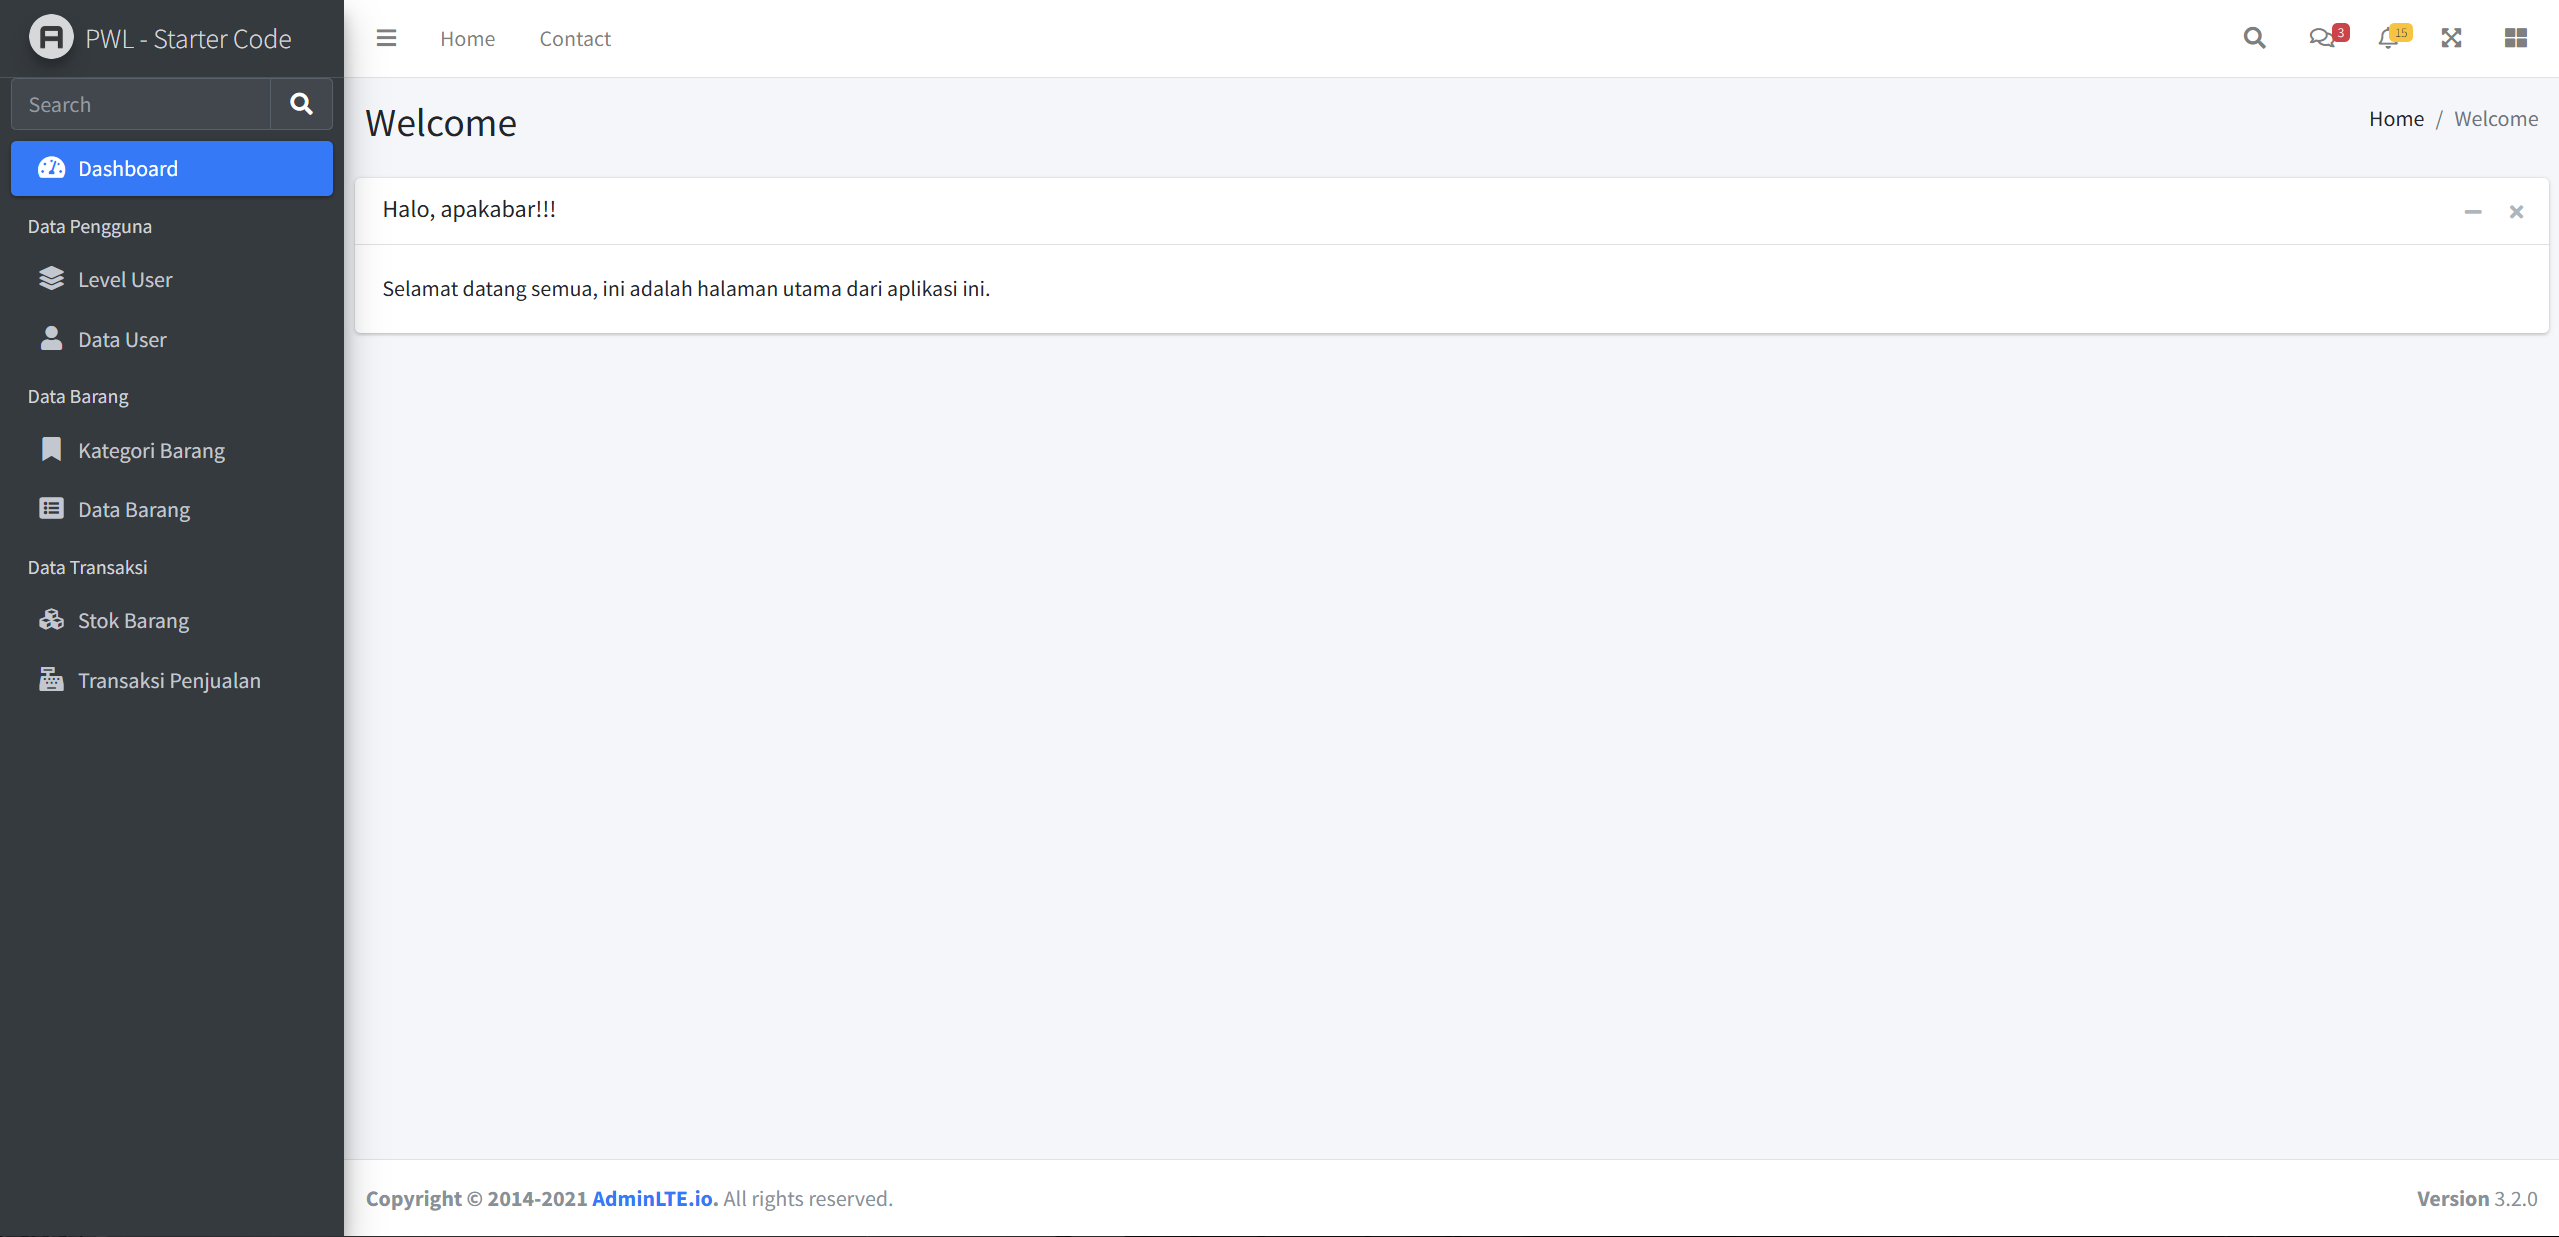 PWL - Starter Code
Home
Contact
3
15
Search
Dashboard
Data Pengguna
Level User
Data User
Data Barang
Kategori Barang
Data Barang
Data Transaksi
Stok Barang
Transaksi Penjualan
Welcome
Home / Welcome
Halo, apakabar!!!
Selamat datang semua, ini adalah halaman utama dari aplikasi ini.
Copyright © 2014-2021 AdminLTE.io. All rights reserved.
Version 3.2.0